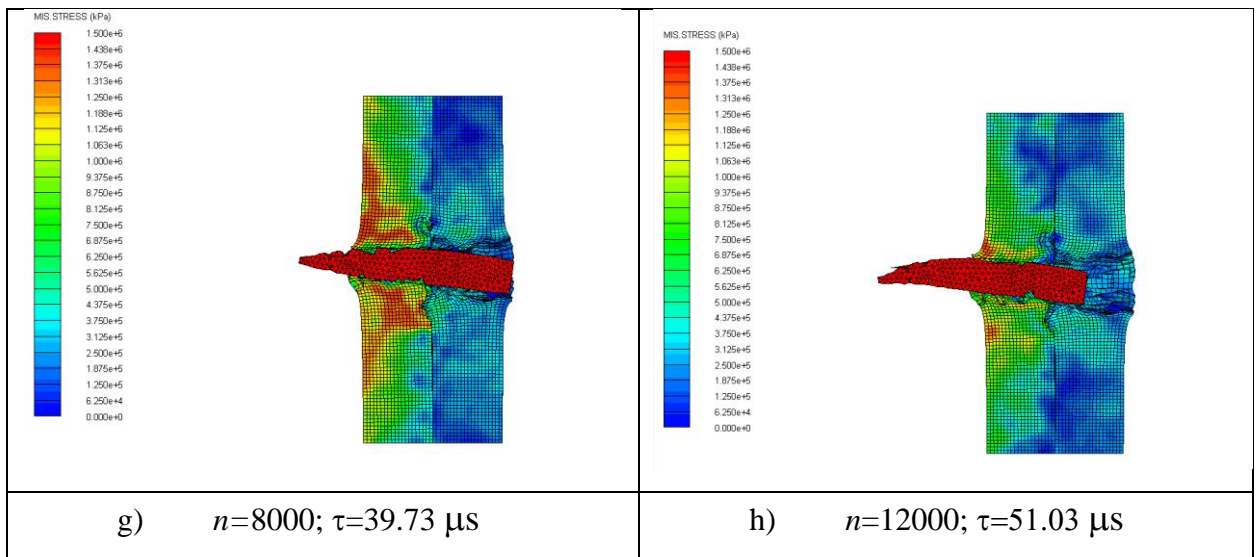 MIS.STRESS (kPa)
1.500e+6
1.438e+6
1.375e+6
1.313e+6
1.250e+6
1.188e+6
1.125e+6
1.063e+6
1.000e+6
9.375e+5
8.750e+5
8.125e+5
7.500e+5
6.875e+5
6.250e+5
5.625e+5
5.000e+5
4.375e+5
3.750e+5
3.125e+5
2.500e+5
1.875e+5
1.250e+5
6.250e+4
0.000e+0
MIS.STRESS (kPa)
1.500e+6
1.438e+6
1.375e+6
1.313e+6
1.250e+6
1.188e+6
1.125e+6
1.063e+6
1.000e+6
9.375e+5
8.750e+5
8.125e+5
7.500e+5
6.875e+5
6.250e+5
5.625e+5
5.000e+5
4.375e+5
3.750e+5
3.125e+5
2.500e+5
1.875e+5
1.250e+5
6.250e+4
0.000e+0
g) n=8000; τ=39.73 μs
h) n=12000; τ=51.03 μs